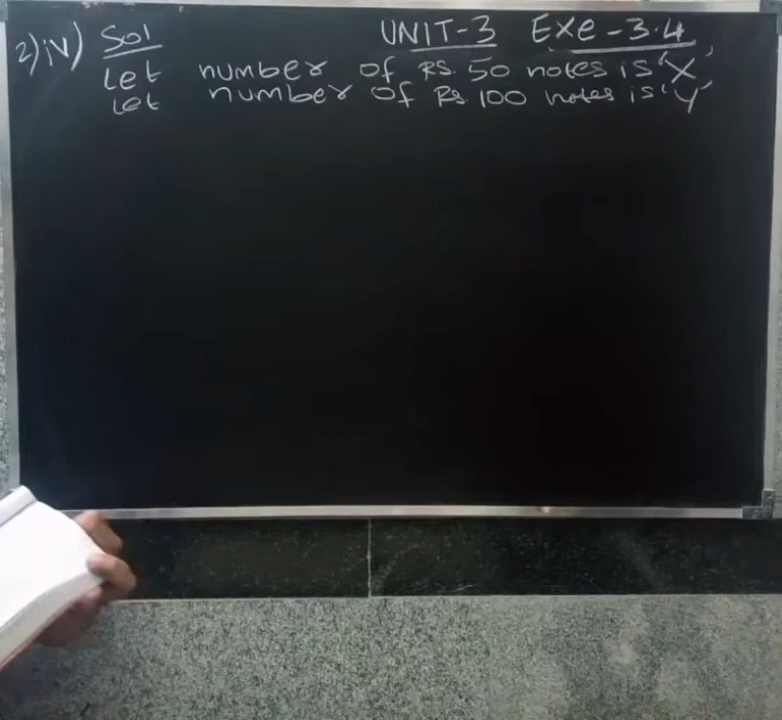 UNIT-3 EXE-3.4
2)iv) Sol
Let number of RS. 50 notes is 'X'
Let number of Rs. 100 notes is 'Y'